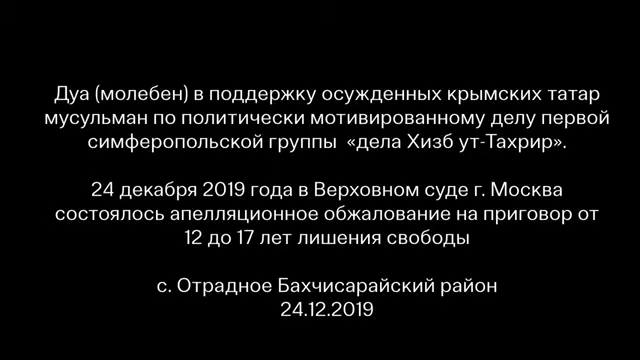 Дуа (молебен) в поддержку осужденных крымских татар
мусульман по политически мотивированному делу первой
симферопольской группы «дела Хизб ут-Тахрир».
24 декабря 2019 года в Верховном суде г. Москва
состоялось апелляционное обжалование на приговор от
12 до 17 лет лишения свободы
с. Отрадное Бахчисарайский район
24.12.2019